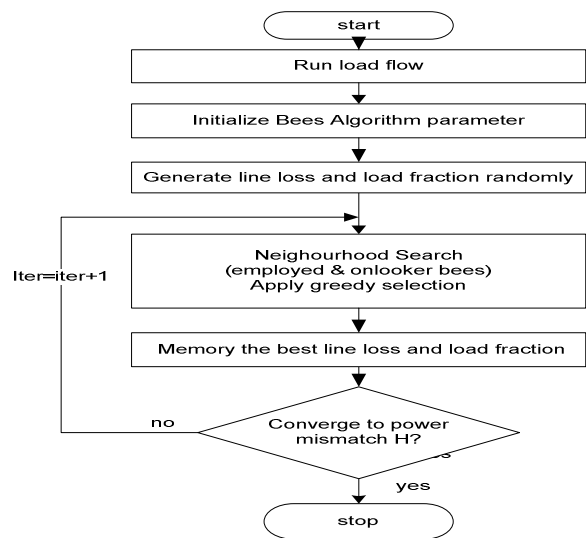 start
Run load flow
Initialize Bees Algorithm parameter
Generate line loss and load fraction randomly
Iter=iter+1
Neighourhood Search
(employed & onlooker bees)
Apply greedy selection
Memory the best line loss and load fraction
no
Converge to power
mismatch H?
yes
stop